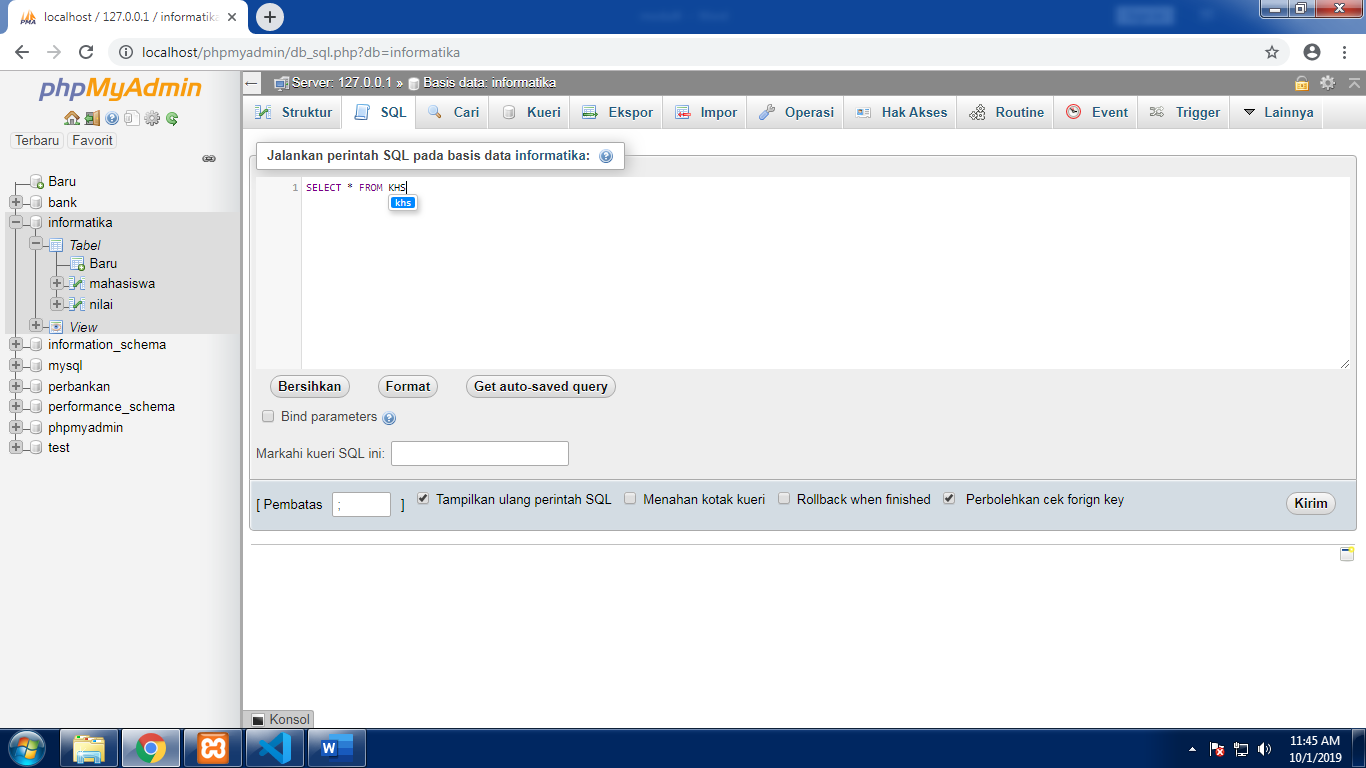 localhost / 127.0.0.1 / informatika
localhost/phpmyadmin/db_sql.php?db=informatika
phpMyAdmin
Terbaru Favorit
Baru
bank
informatika
Tabel
Baru
mahasiswa
nilai
View
information_schema
mysql
perbankan
performance_schema
phpmyadmin
test
Server: 127.0.0.1 » Basis data: informatika
Struktur SQL Cari Kueri Ekspor Impor Operasi Hak Akses Routine Event Trigger Lainnya
Jalankan perintah SQL pada basis data informatika:
1 SELECT * FROM KHS
khs
Bersihkan Format Get auto-saved query
Bind parameters
Markahi kueri SQL ini:
[ Pembatas ; ] Tampilkan ulang perintah SQL Menahan kotak kueri Rollback when finished Perbolehkan cek forign key Kirim
Konsol
11:45 AM
10/1/2019